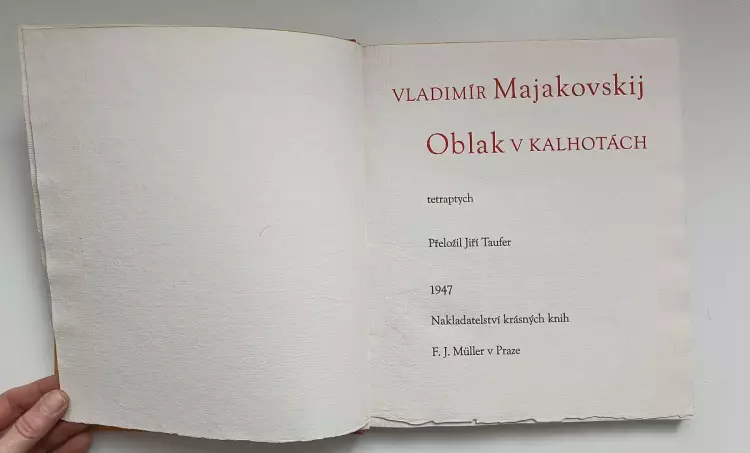 VLADIMÍR Majakovskij
Oblak V KALHOTÁCH
tetraptych
Přeložil Jiří Taufer
1947
Nakladatelství krásných knih
F. J. Müller v Praze